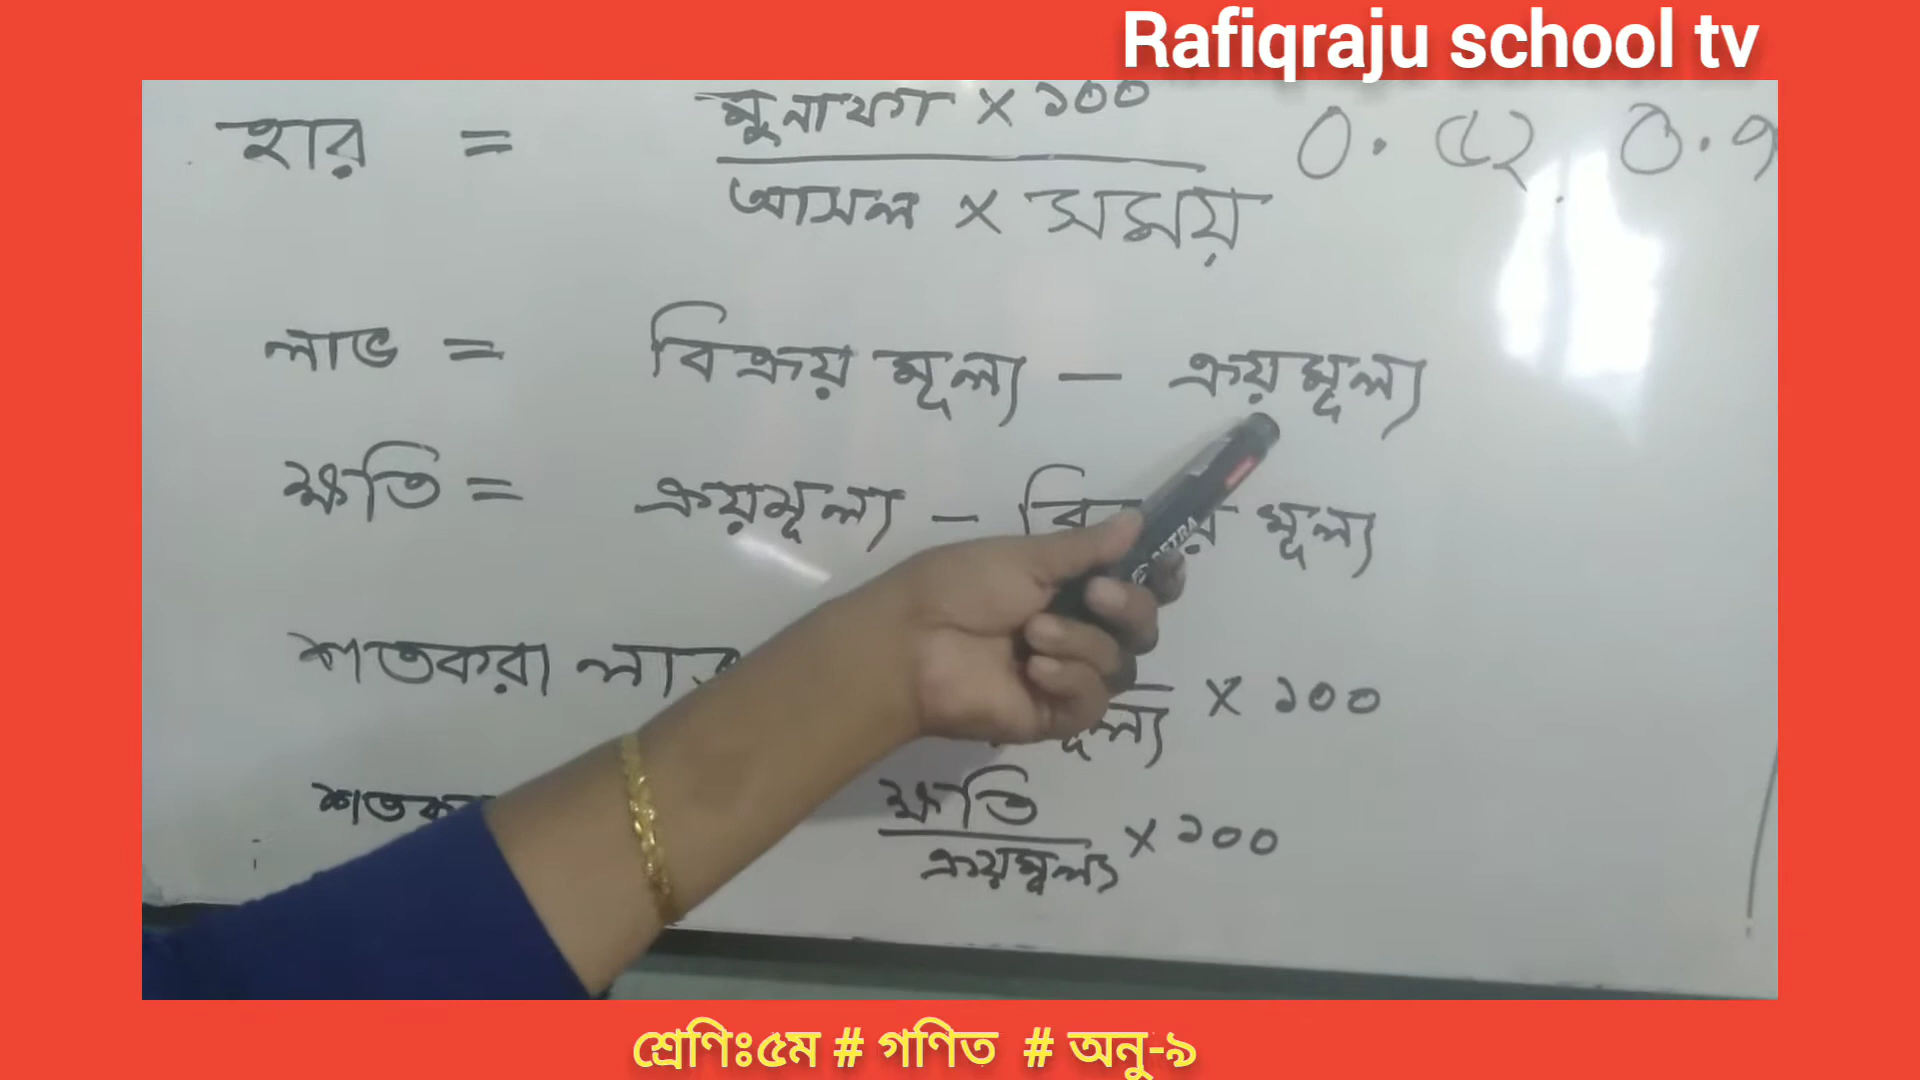 Rafiqraju school tv
মুনাফা × ১০০
হার = ০.৫২ ০.৭
আসল × সময়
লাভ = বিক্রয় মূল্য – ক্রয়মূল্য
ক্ষতি = ক্রয়মূল্য – মূল্য
শতকরা × ১০০
ক্ষতি
× ১০০
ক্রয়মূল্য
শ্রেণিঃ৫ম # গণিত # অনু-৯